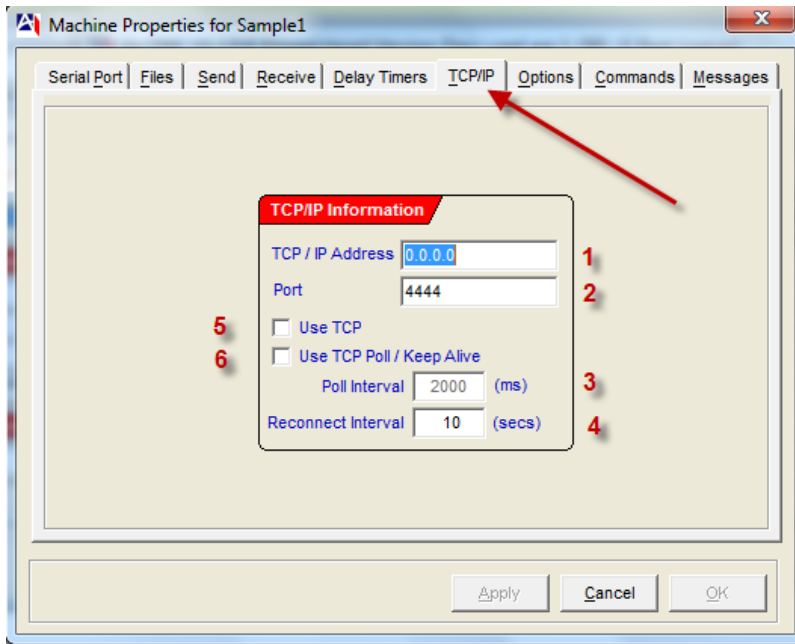 Machine Properties for Sample1
x
Serial Port Files Send Receive Delay Timers TCP/IP Options Commands Messages
TCP/IP Information
TCP / IP Address 0.0.0.0 1
Port 4444 2
5 Use TCP
6 Use TCP Poll / Keep Alive
Poll Interval 2000 (ms) 3
Reconnect Interval 10 (secs) 4
Apply Cancel OK